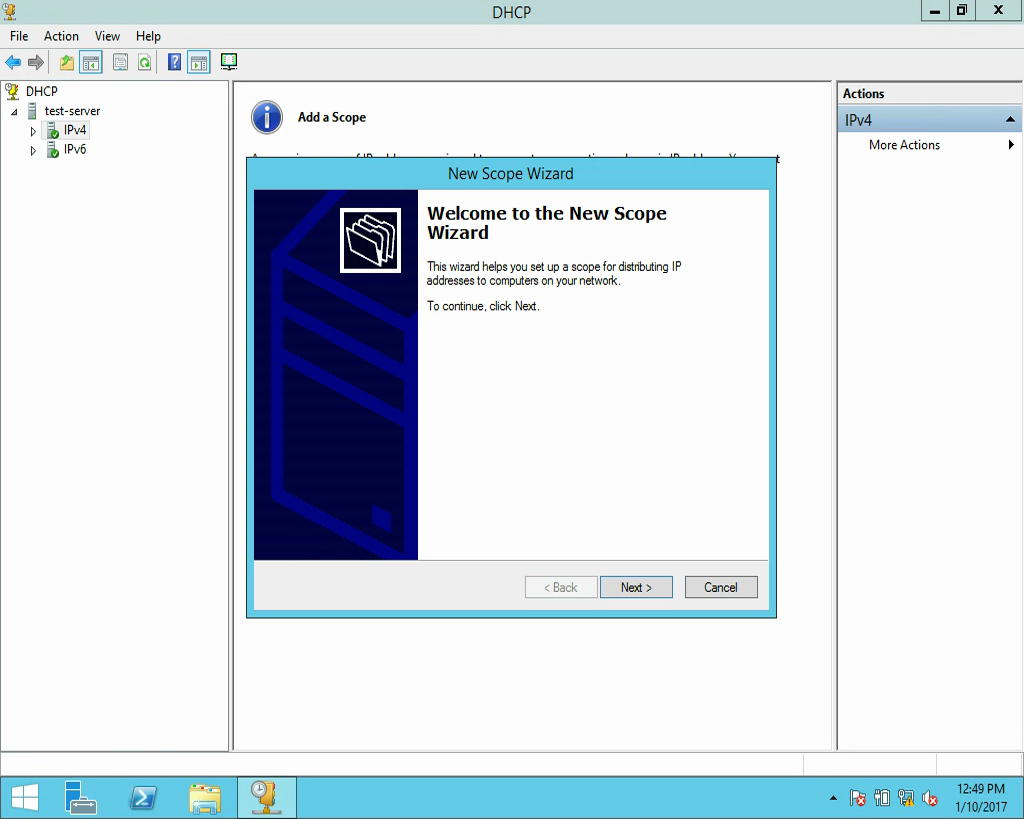 DHCP
File Action View Help
DHCP
test-server
IPv4
IPv6
Add a Scope
New Scope Wizard
Welcome to the New Scope
Wizard
This wizard helps you set up a scope for distributing IP
addresses to computers on your network.
To continue, click Next.
< Back Next > Cancel
Actions
IPv4
More Actions
12:49 PM
1/10/2017